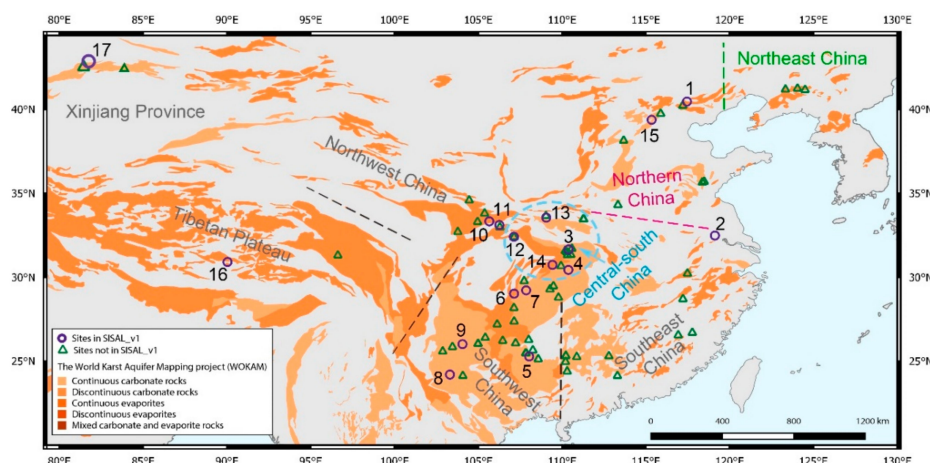 80°E 85°E 90°E 95°E 100°E 105°E 110°E 115°E 120°E 125°E 130°E
17
Northeast China
1
40°N
40°N
Xinjiang Province
15
Northwest China
35°N
35°N
Northern
China
11
13
2
10
Tibetan Plateau
12
3
16
14
4
Central-south
China
30°N
30°N
6
7
Sites in SISAL_v1
Sites not in SISAL_v1
The World Karst Aquifer Mapping project (WOKAM)
Continuous carbonate rocks
Discontinuous carbonate rocks
Continuous evaporites
Discontinuous evaporites
Mixed carbonate and evaporite rocks
9
Southwest
China
Southeast
China
25°N
25°N
5
8
0 400 800 1200 km
80°E 85°E 90°E 95°E 100°E 105°E 110°E 115°E 120°E 125°E 130°E